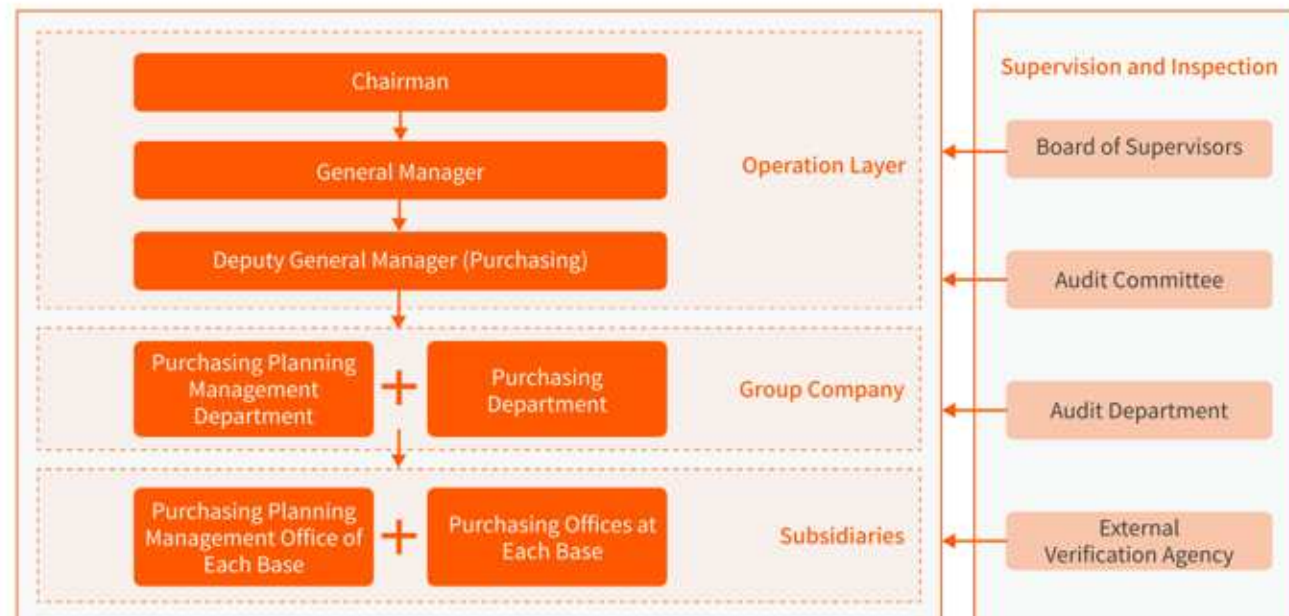 Chairman
General Manager
Operation Layer
Deputy General Manager (Purchasing)
Purchasing Planning
Management
Department
Purchasing
Department
Group Company
Purchasing Planning
Management Office of
Each Base
Purchasing Offices at
Each Base
Subsidiaries
Supervision and Inspection
Board of Supervisors
Audit Committee
Audit Department
External
Verification Agency